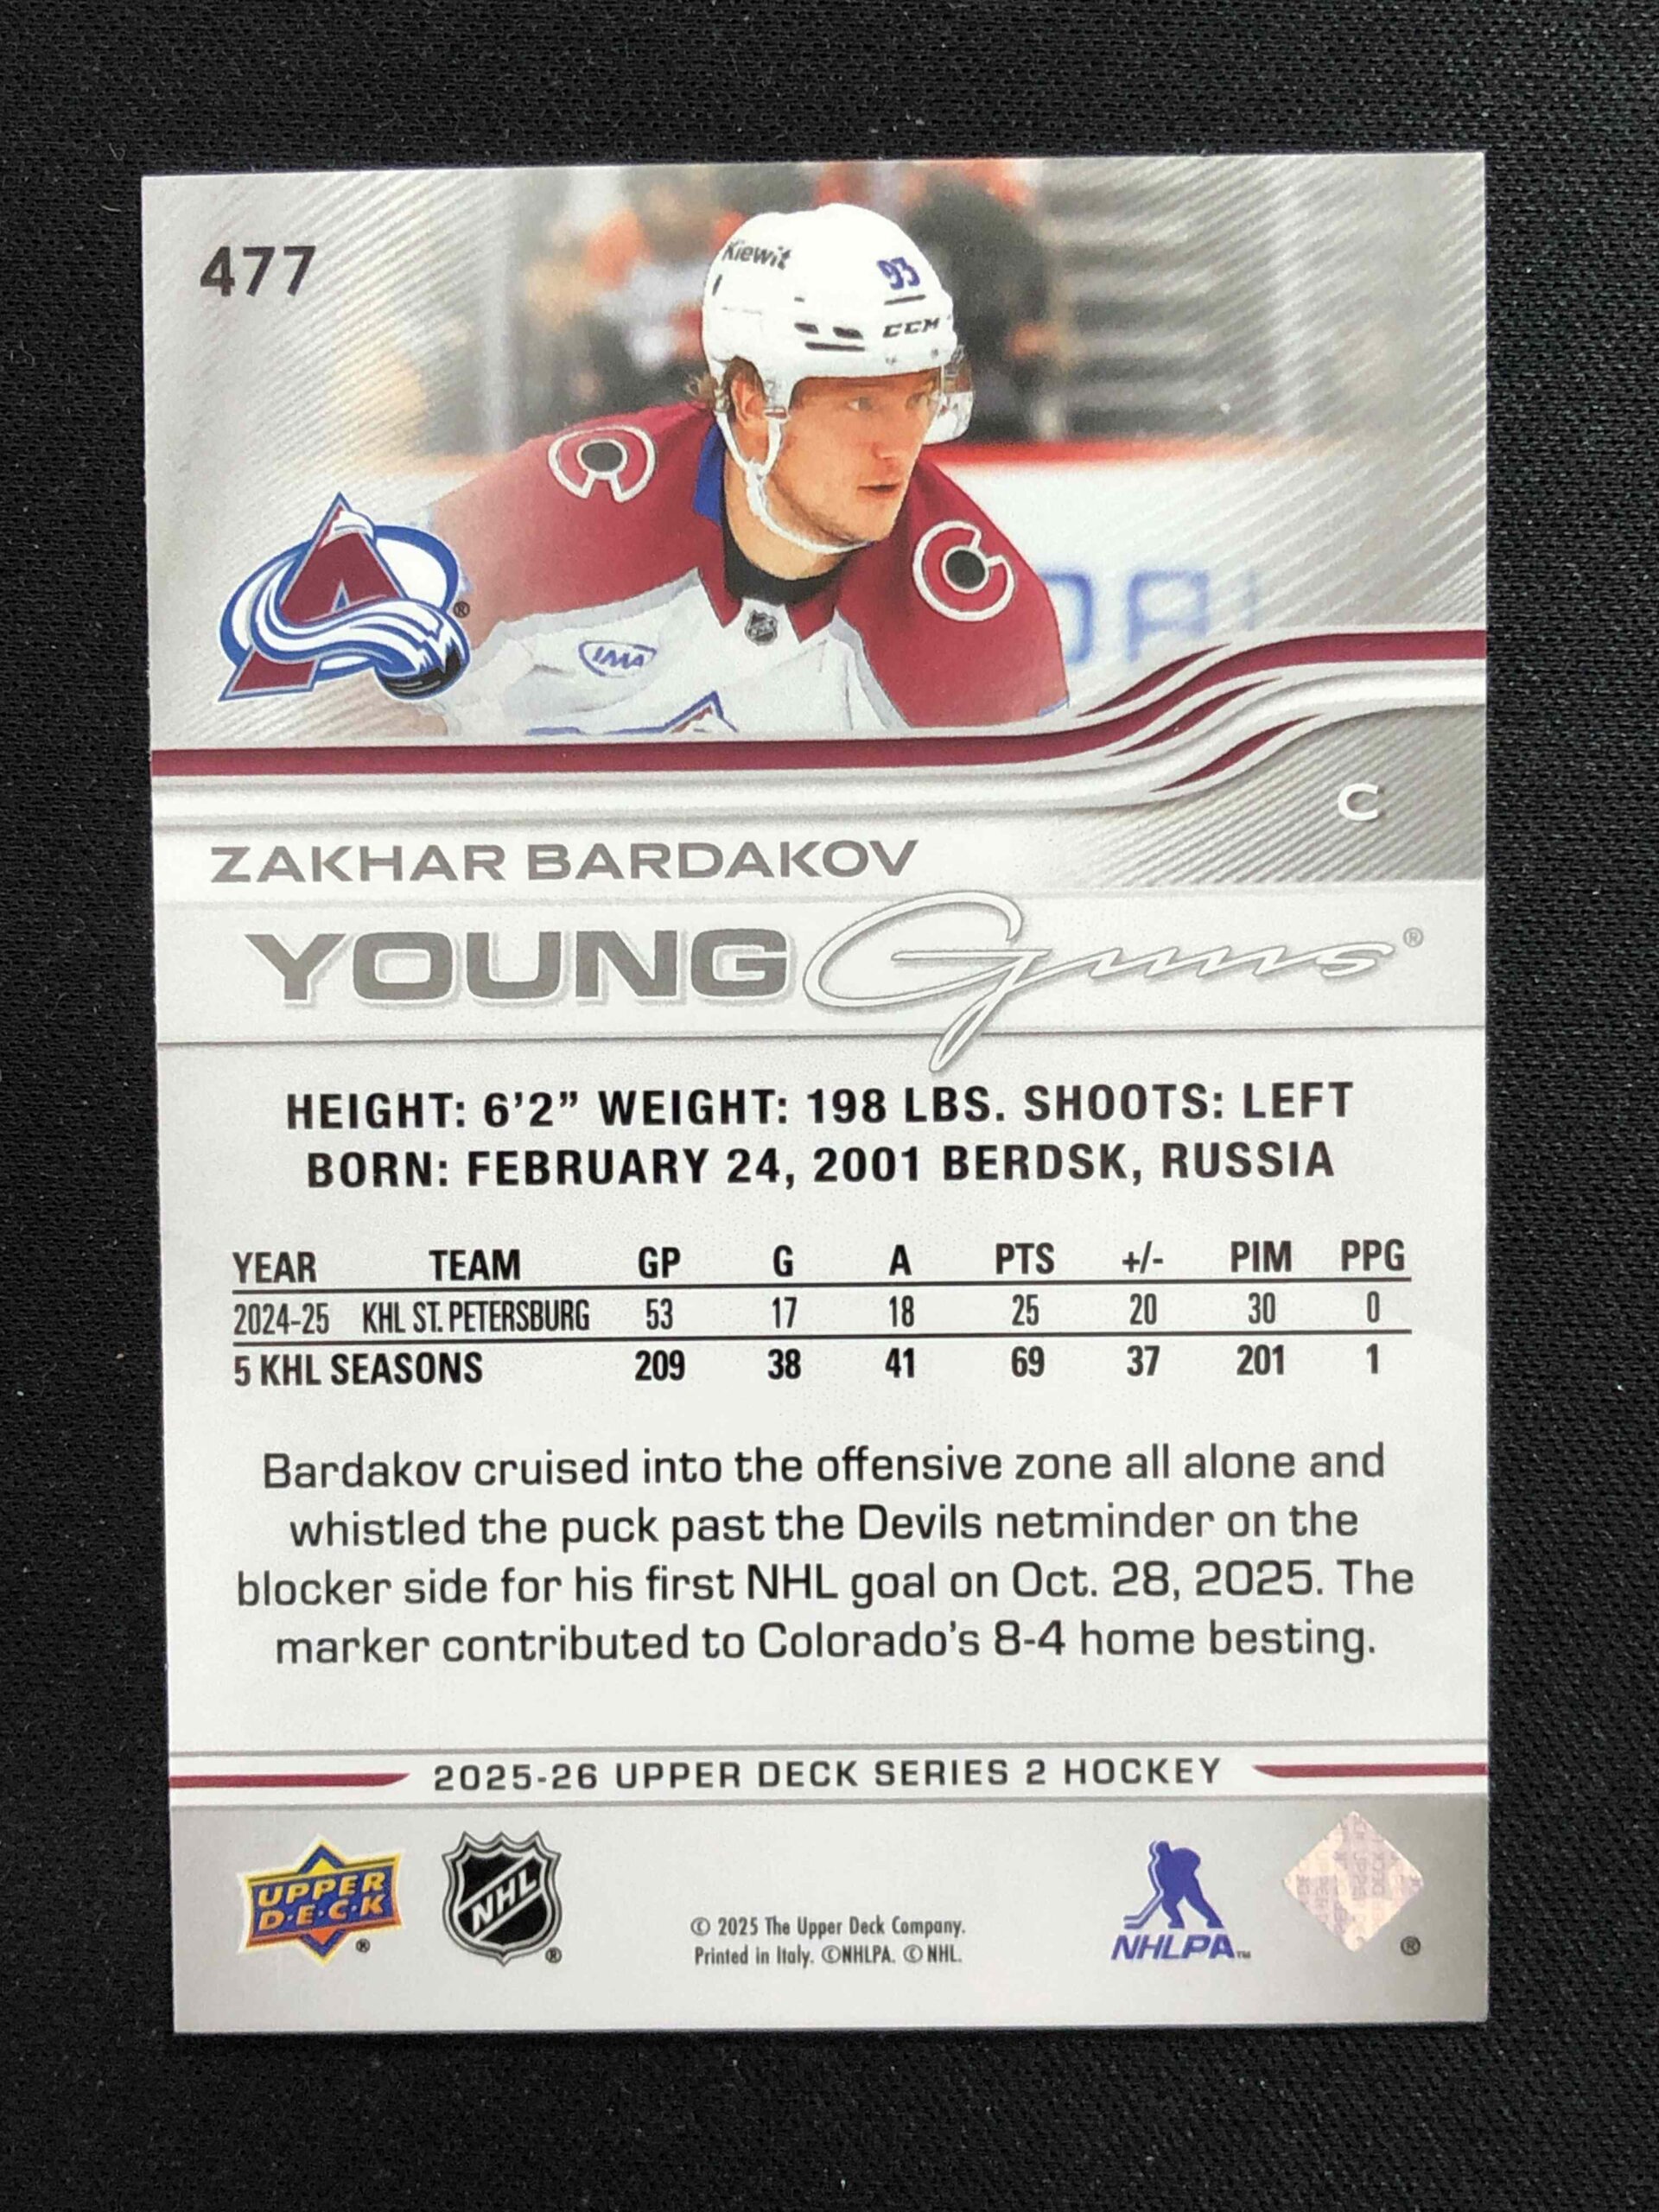 477
Kiewit
93
CCM
IMA
A
®
C
ZAKHAR BARDAKOV
YOUNG Guns®
HEIGHT: 6'2” WEIGHT: 198 LBS. SHOOTS: LEFT
BORN: FEBRUARY 24, 2001 BERDSK, RUSSIA
YEAR TEAM GP G A PTS +/- PIM PPG
2024-25 KHL ST. PETERSBURG 53 17 18 25 20 30 0
5 KHL SEASONS 209 38 41 69 37 201 1
Bardakov cruised into the offensive zone all alone and
whistled the puck past the Devils netminder on the
blocker side for his first NHL goal on Oct. 28, 2025. The
marker contributed to Colorado's 8-4 home besting.
2025-26 UPPER DECK SERIES 2 HOCKEY
UPPER
D·E·C·K
®
NHL
®
© 2025 The Upper Deck Company.
Printed in Italy. ©NHLPA. © NHL.
NHLPA™
®